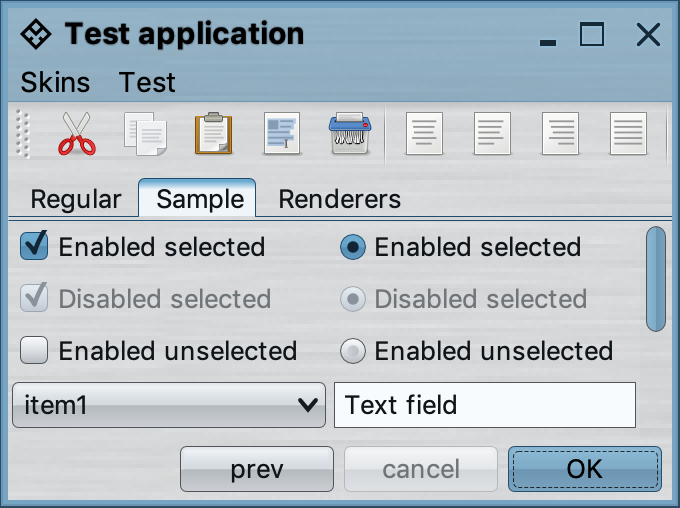 Test application
Skins Test
Regular Sample Renderers
Enabled selected Enabled selected
Disabled selected Disabled selected
Enabled unselected Enabled unselected
item1 Text field
prev cancel OK